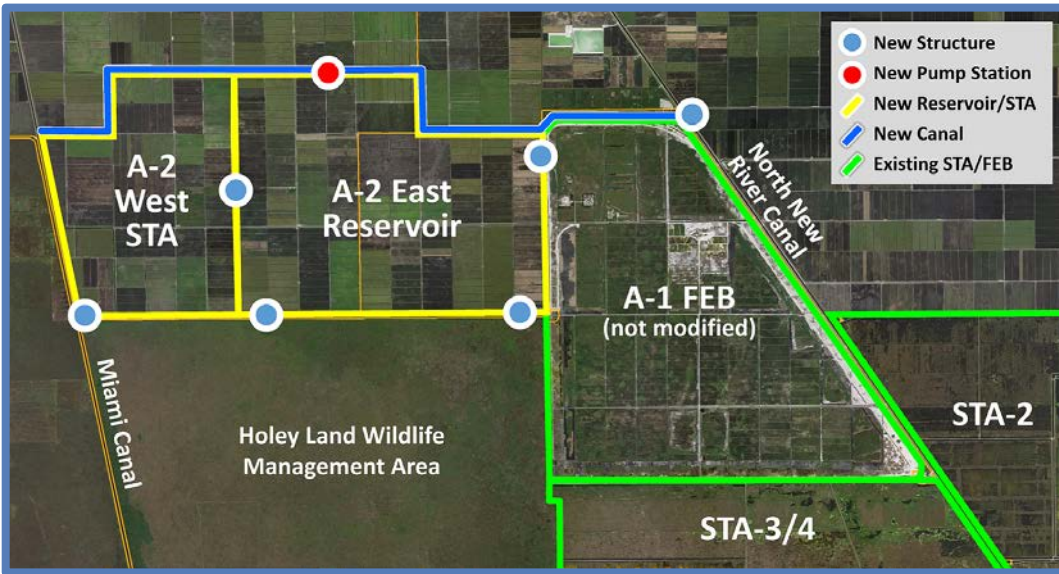 New Structure
New Pump Station
New Reservoir/STA
New Canal
Existing STA/FEB
A-2
West
STA
A-2 East
Reservoir
North New
River Canal
A-1 FEB
(not modified)
Miami Canal
Holey Land Wildlife
Management Area
STA-2
STA-3/4